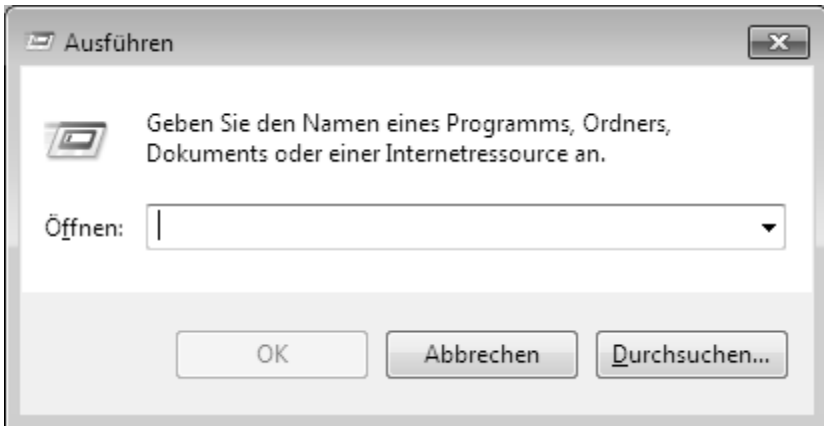 Ausführen
Geben Sie den Namen eines Programms, Ordners,
Dokuments oder einer Internetressource an.
Öffnen:
OK Abbrechen Durchsuchen...